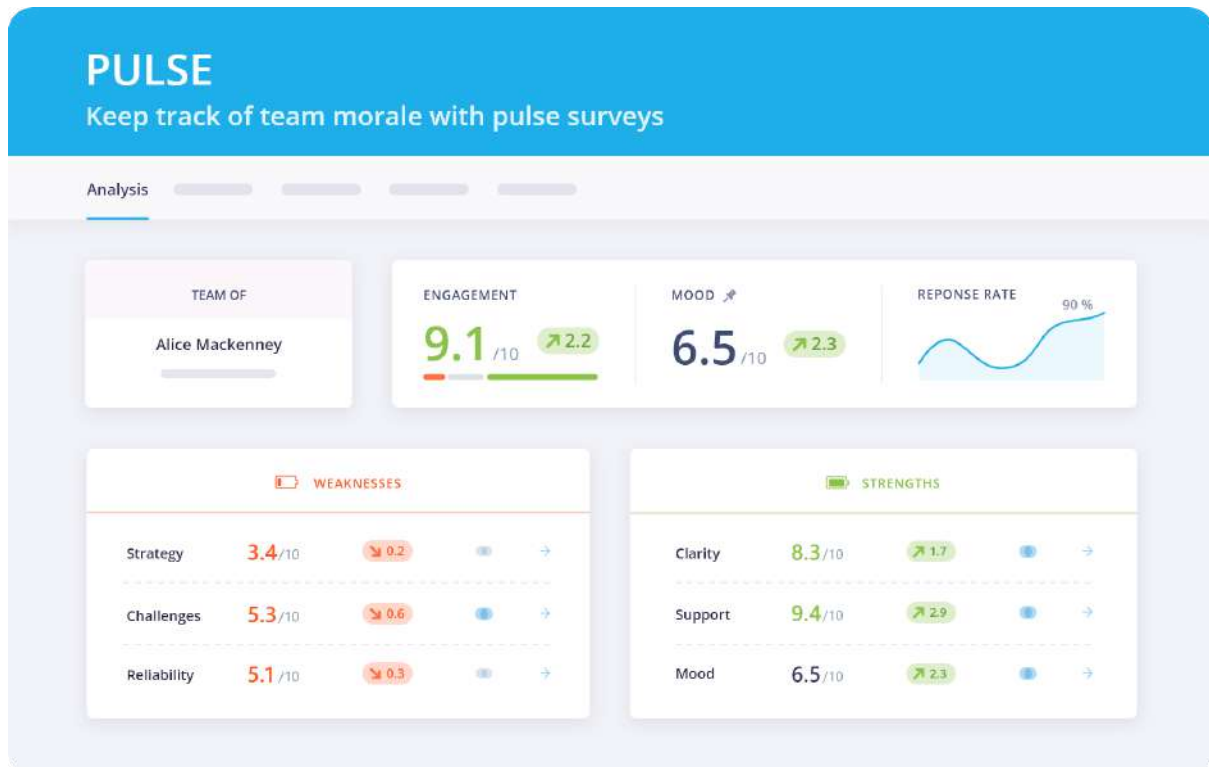 PULSE
Keep track of team morale with pulse surveys
Analysis
TEAM OF
Alice Mackenney
ENGAGEMENT
9.1 /10 2.2
MOOD
6.5 /10 2.3
REPONSE RATE
90 %
WEAKNESSES
Strategy 3.4/10 0.2
Challenges 5.3/10 0.6
Reliability 5.1/10 0.3
STRENGTHS
Clarity 8.3/10 1.7
Support 9.4/10 2.9
Mood 6.5/10 2.3